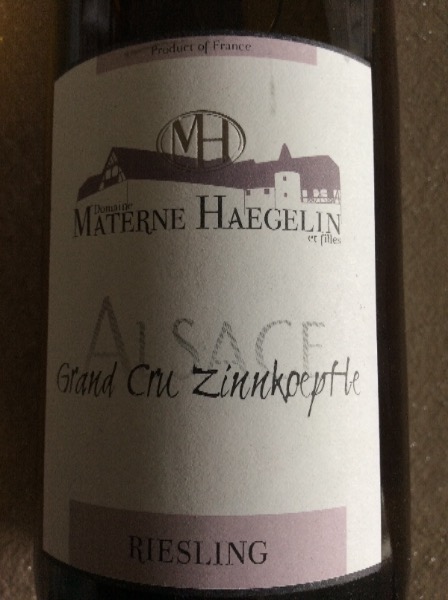 Product of France
MH
Domaine
MATERNE HAEGELIN
et filles
ALSACE
Grand Cru Zinnkoepfle
RIESLING